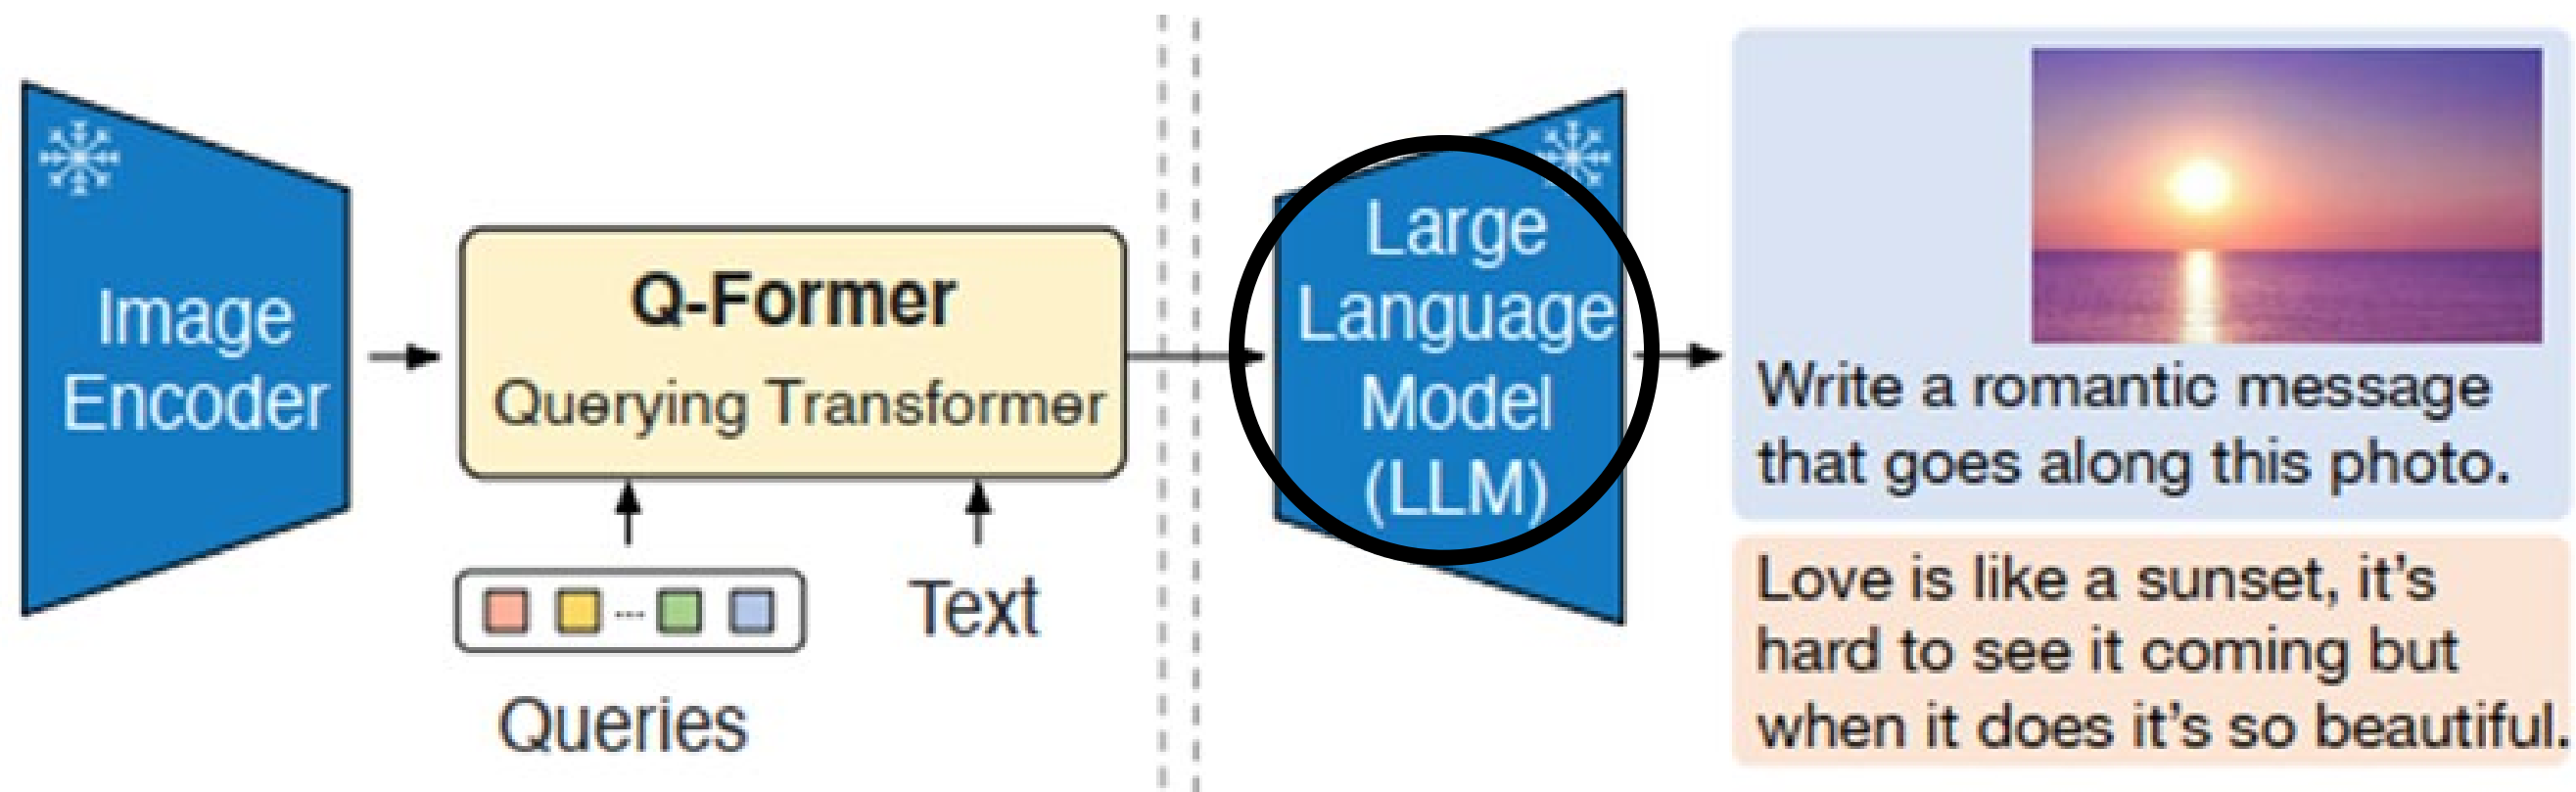 Image
Encoder
Q-Former
Querying Transformer
...
Queries
Text
Large
Language
Model
(LLM)
Write a romantic message
that goes along this photo.
Love is like a sunset, it's
hard to see it coming but
when it does it's so beautiful.